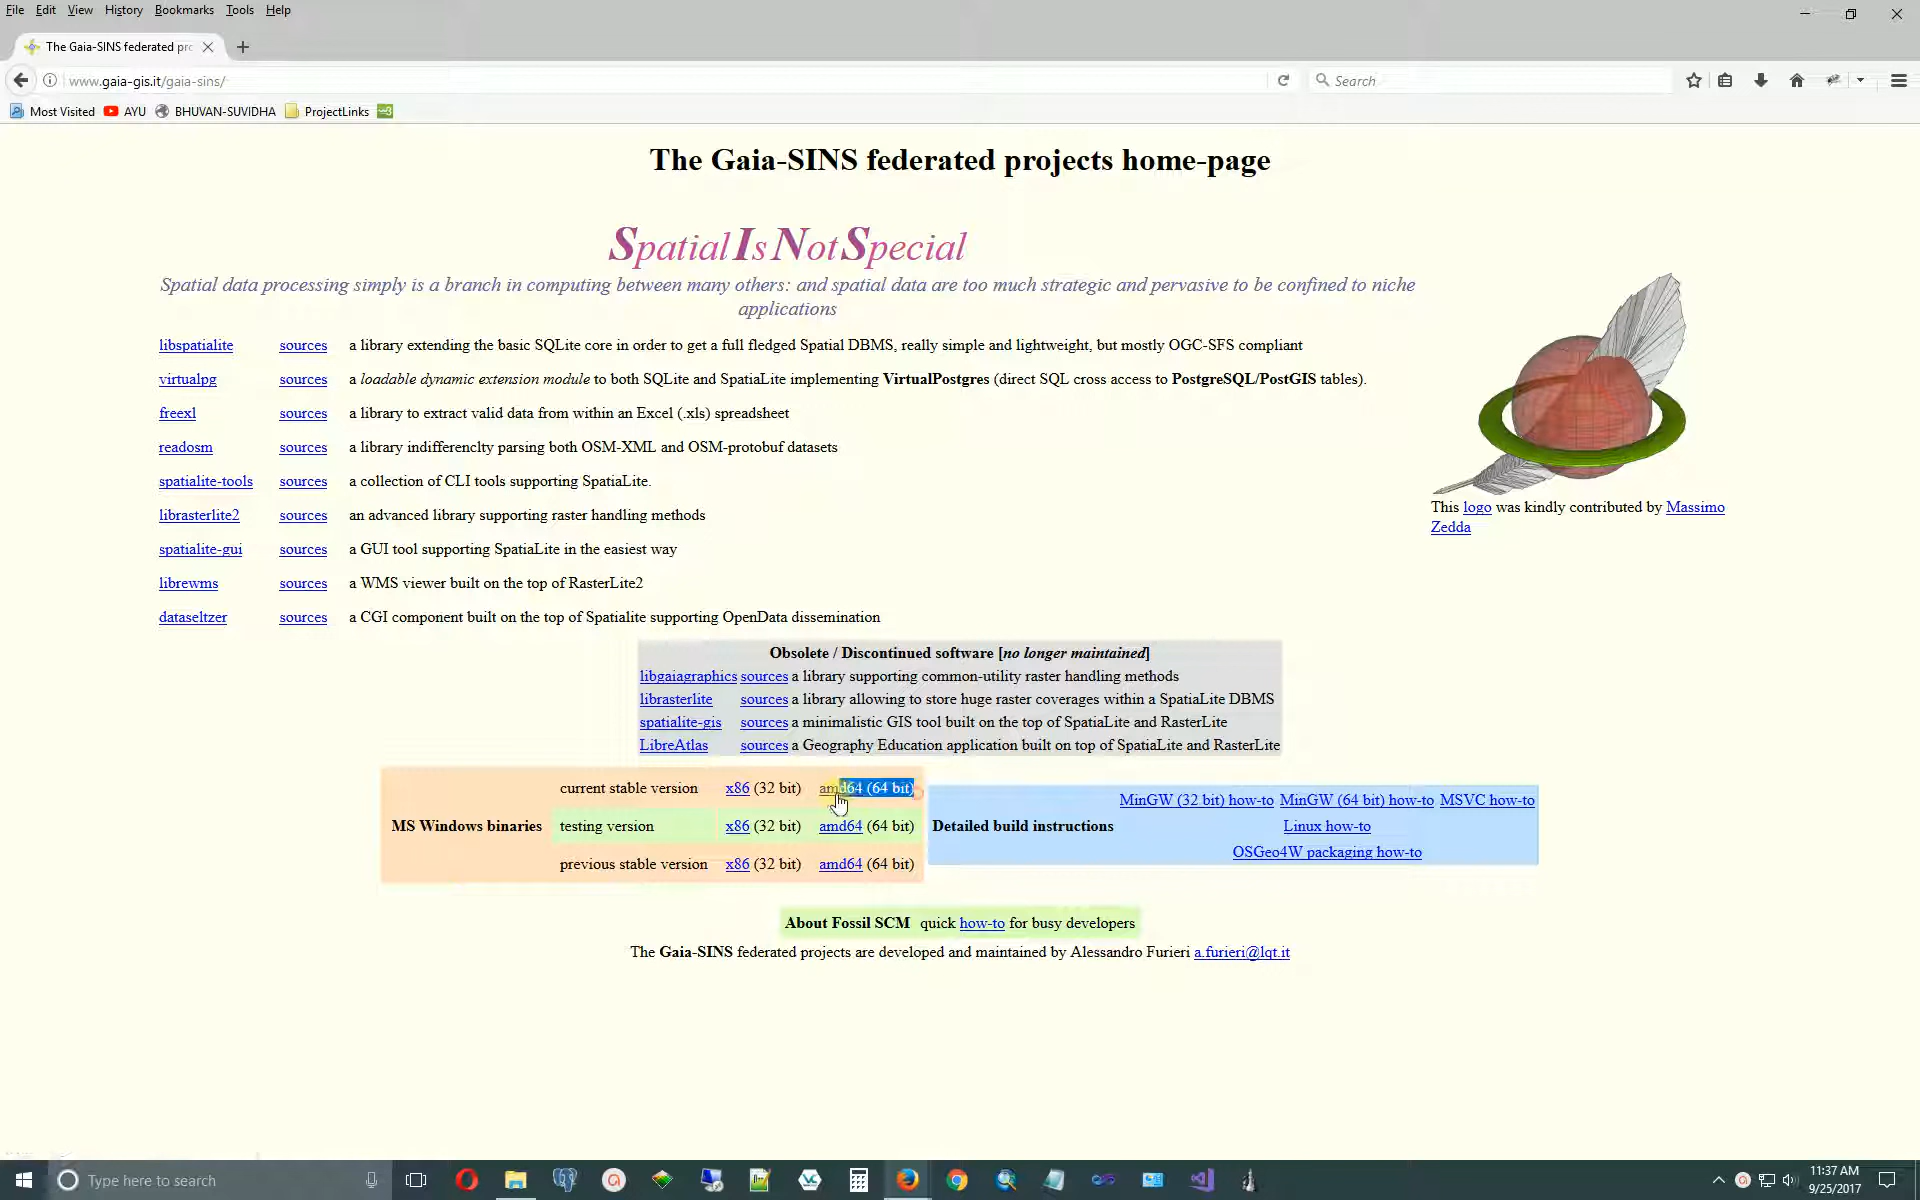 File Edit View History Bookmarks Tools Help
The Gaia-SINS federated pro
www.gaia-gis.it/gaia-sins/
Search
Most Visited AYU BHUVAN-SUVIDHA ProjectLinks
The Gaia-SINS federated projects home-page
Spatial Is Not Special
Spatial data processing simply is a branch in computing between many others: and spatial data are too much strategic and pervasive to be confined to niche
applications
libspatialite sources a library extending the basic SQLite core in order to get a full fledged Spatial DBMS, really simple and lightweight, but mostly OGC-SFS compliant
virtualpg sources a loadable dynamic extension module to both SQLite and SpatiaLite implementing VirtualPostgres (direct SQL cross access to PostgreSQL/PostGIS tables).
freexl sources a library to extract valid data from within an Excel (.xls) spreadsheet
readosm sources a library indifferenclty parsing both OSM-XML and OSM-protobuf datasets
spatialite-tools sources a collection of CLI tools supporting SpatiaLite.
librasterlite2 sources an advanced library supporting raster handling methods
spatialite-gui sources a GUI tool supporting SpatiaLite in the easiest way
librewms sources a WMS viewer built on the top of RasterLite2
dataseltzer sources a CGI component built on the top of Spatialite supporting OpenData dissemination
This logo was kindly contributed by Massimo
Zedda
Obsolete / Discontinued software [no longer maintained]
libgaiagraphics sources a library supporting common-utility raster handling methods
librasterlite sources a library allowing to store huge raster coverages within a SpatiaLite DBMS
spatialite-gis sources a minimalistic GIS tool built on the top of SpatiaLite and RasterLite
LibreAtlas sources a Geography Education application built on top of SpatiaLite and RasterLite
MS Windows binaries
current stable version x86 (32 bit) amd64 (64 bit)
testing version x86 (32 bit) amd64 (64 bit)
previous stable version x86 (32 bit) amd64 (64 bit)
Detailed build instructions
MinGW (32 bit) how-to MinGW (64 bit) how-to MSVC how-to
Linux how-to
OSGeo4W packaging how-to
About Fossil SCM quick how-to for busy developers
The Gaia-SINS federated projects are developed and maintained by Alessandro Furieri a.furieri@lqt.it
Type here to search
11:37 AM
9/25/2017